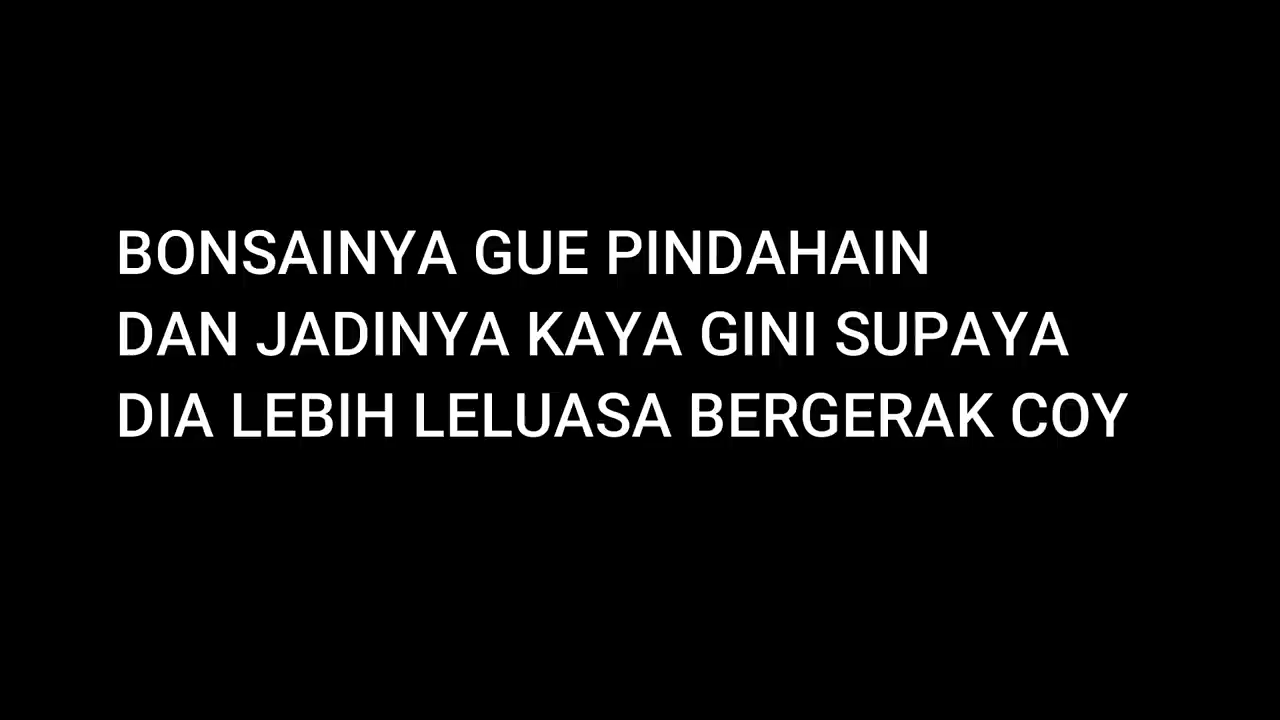 BONSAINYA GUE PINDAHAIN
DAN JADINYA KAYA GINI SUPAYA
DIA LEBIH LELUASA BERGERAK COY